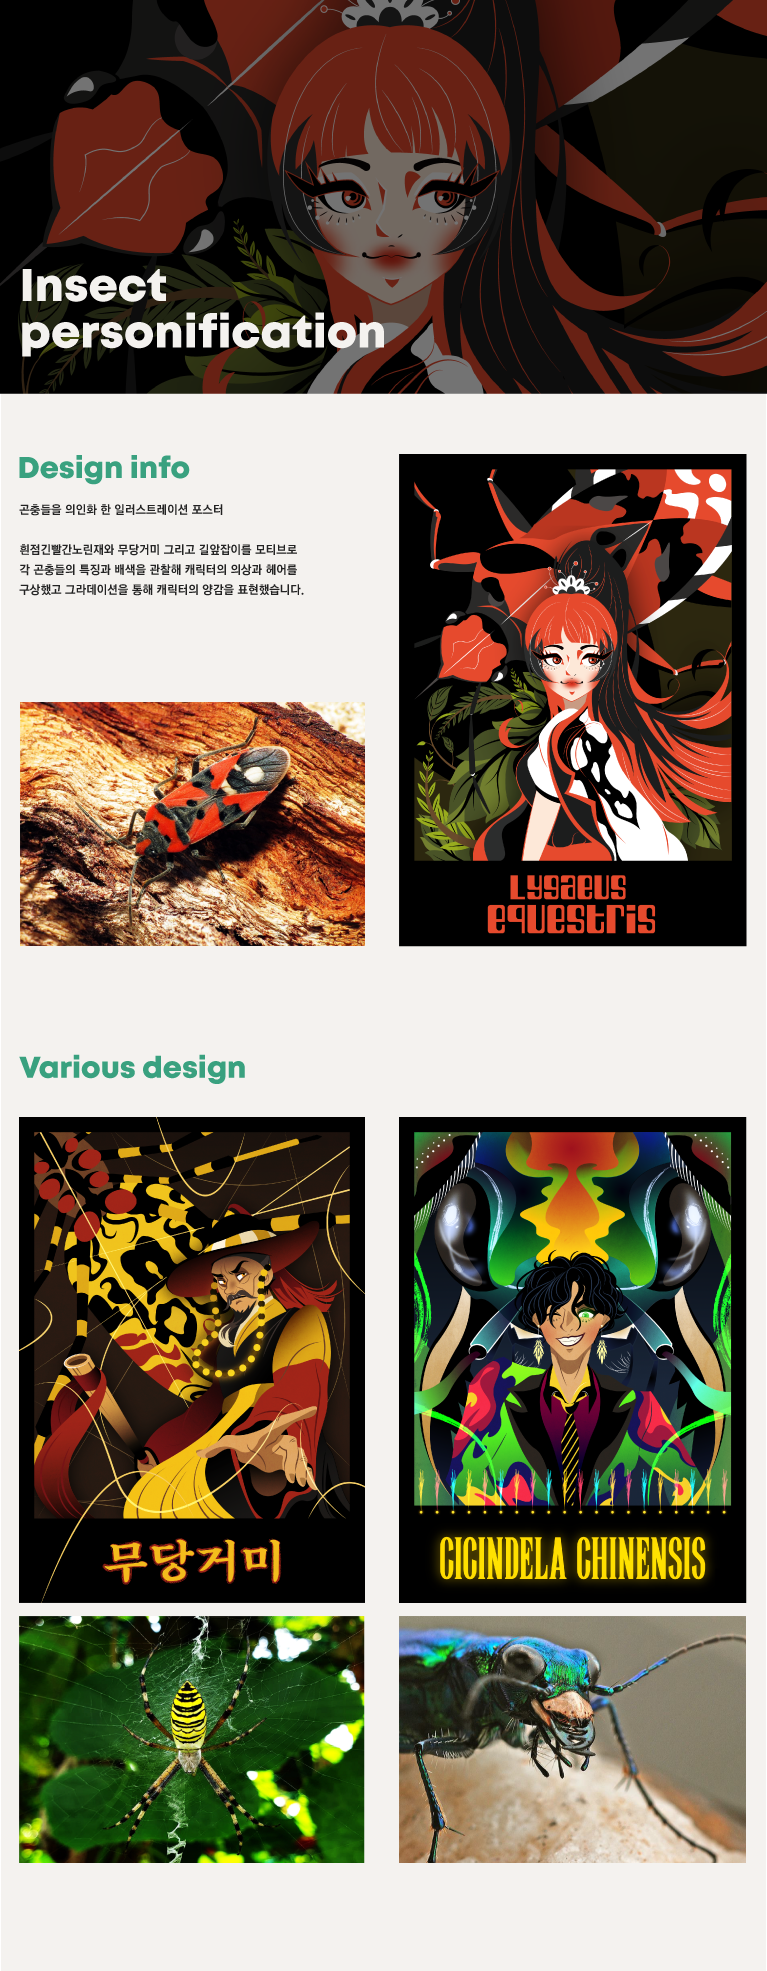 Insect
personification
Design info
곤충들을 의인화 한 일러스트레이션 포스터
흰점긴빨간노린재와 무당거미 그리고 길앞잡이를 모티브로
각 곤충들의 특징과 배색을 관찰해 캐릭터의 의상과 헤어를
구상했고 그라데이션을 통해 캐릭터의 양감을 표현했습니다.
Lygaeus
equestris
Various design
무당거미
CICINDELA CHINENSIS